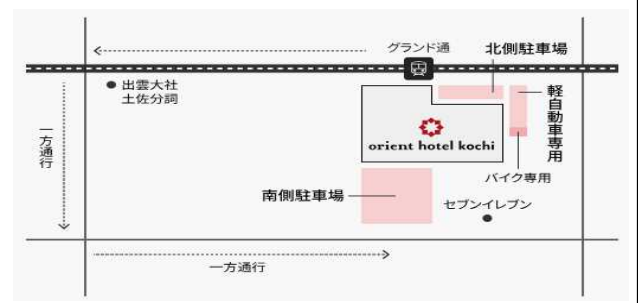 グランド通
北側駐車場
出雲大社
土佐分詞
軽自動車専用
一方通行
orient hotel kochi
バイク専用
南側駐車場
セブンイレブン
一方通行